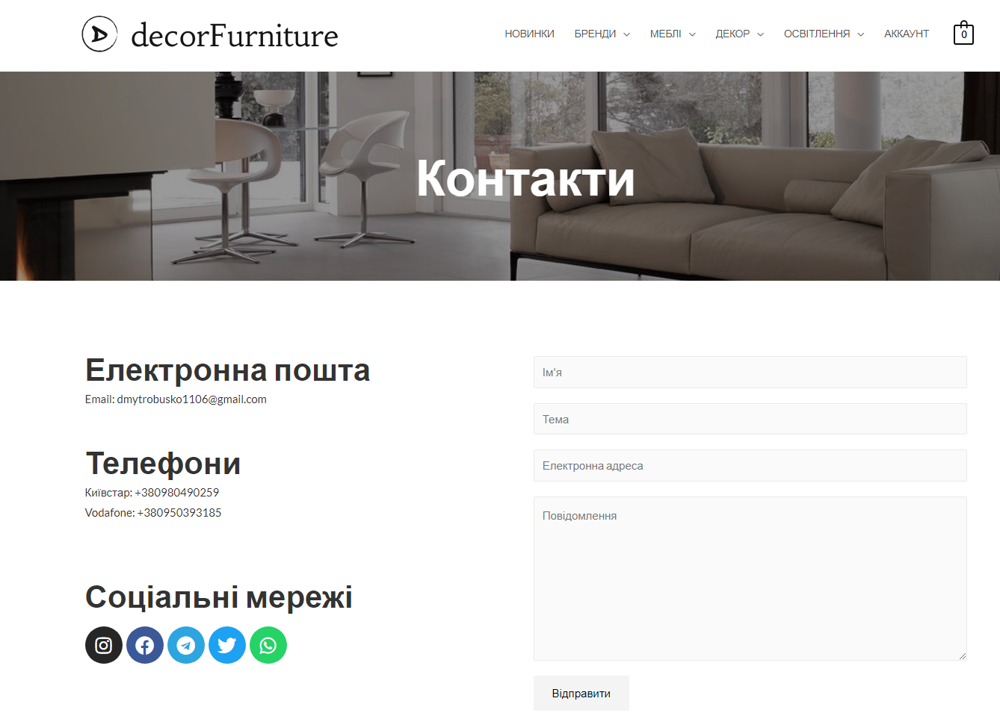 decorFurniture
НОВИНКИ БРЕНДИ МЕБЛІ ДЕКОР ОСВІТЛЕННЯ АККАУНТ 0
Контакти
Електронна пошта
Email: dmytrobusko1106@gmail.com
Телефони
Київстар: +380980490259
Vodafone: +380950393185
Соціальні мережі
Ім'я
Тема
Електронна адреса
Повідомлення
Відправити